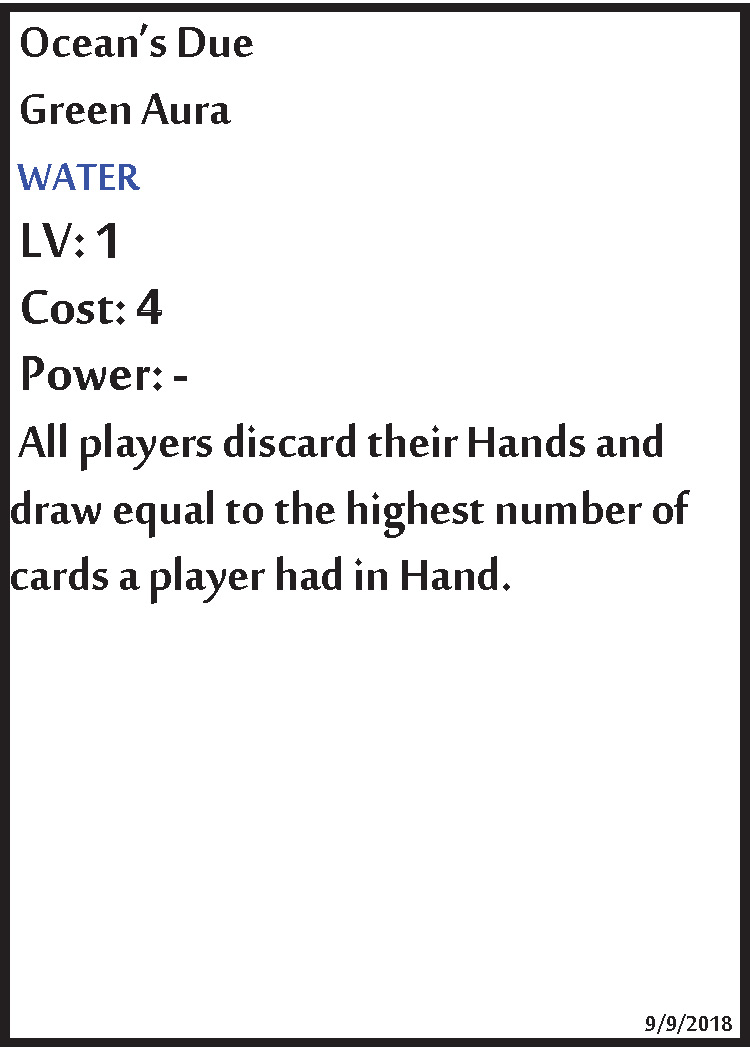 Ocean’s Due
Green Aura
WATER
LV: 1
Cost: 4
Power: -
All players discard their Hands and
draw equal to the highest number of
cards a player had in Hand.
9/9/2018